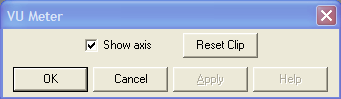 VU Meter
Show axis Reset Clip
OK Cancel Apply Help